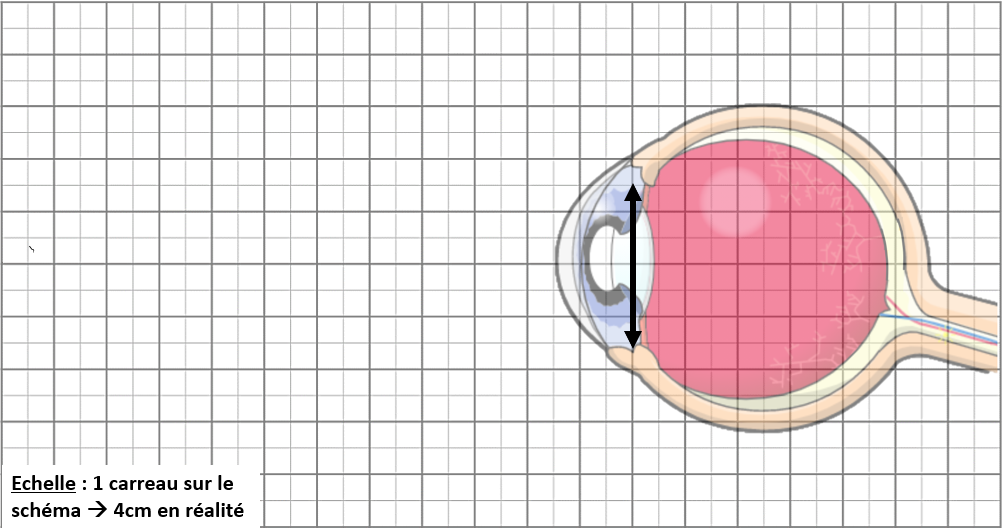 Echelle : 1 carreau sur le
schéma → 4cm en réalité